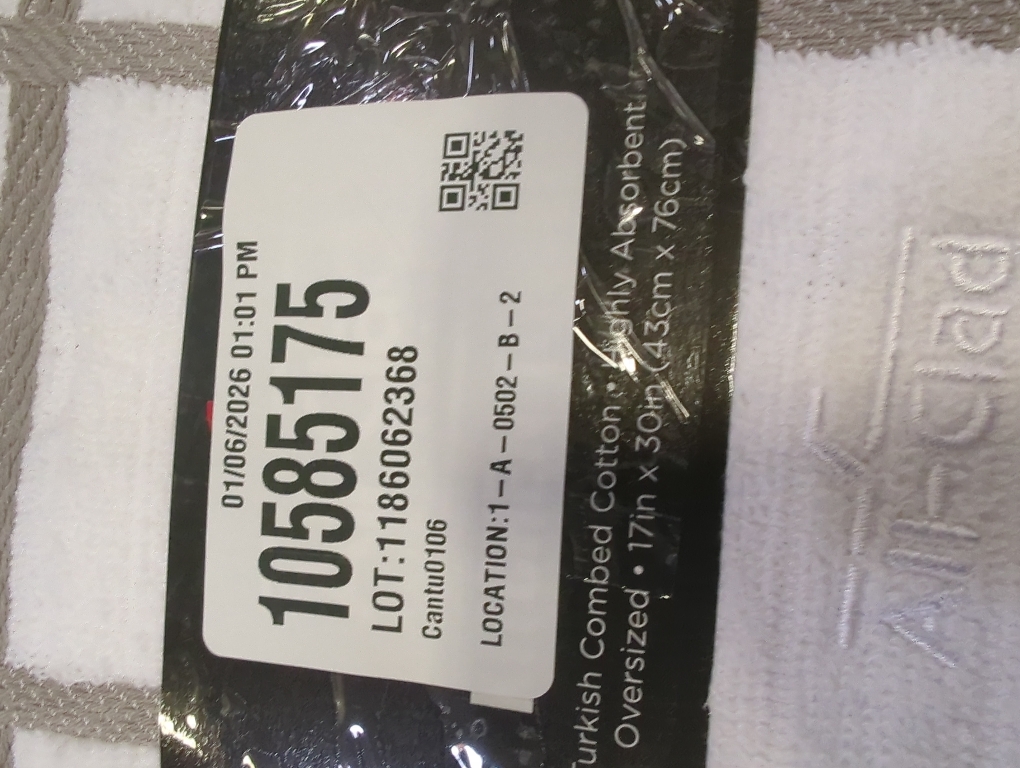 01/06/2026 01:01 PM
10585175
LOT:1186062368
Cantu0106
LOCATION:1-A-0502-B-2
Turkish Combed Cotton • Highly Absorbent
Oversized • 17in x 30in (43cm x 76cm)
All-clad